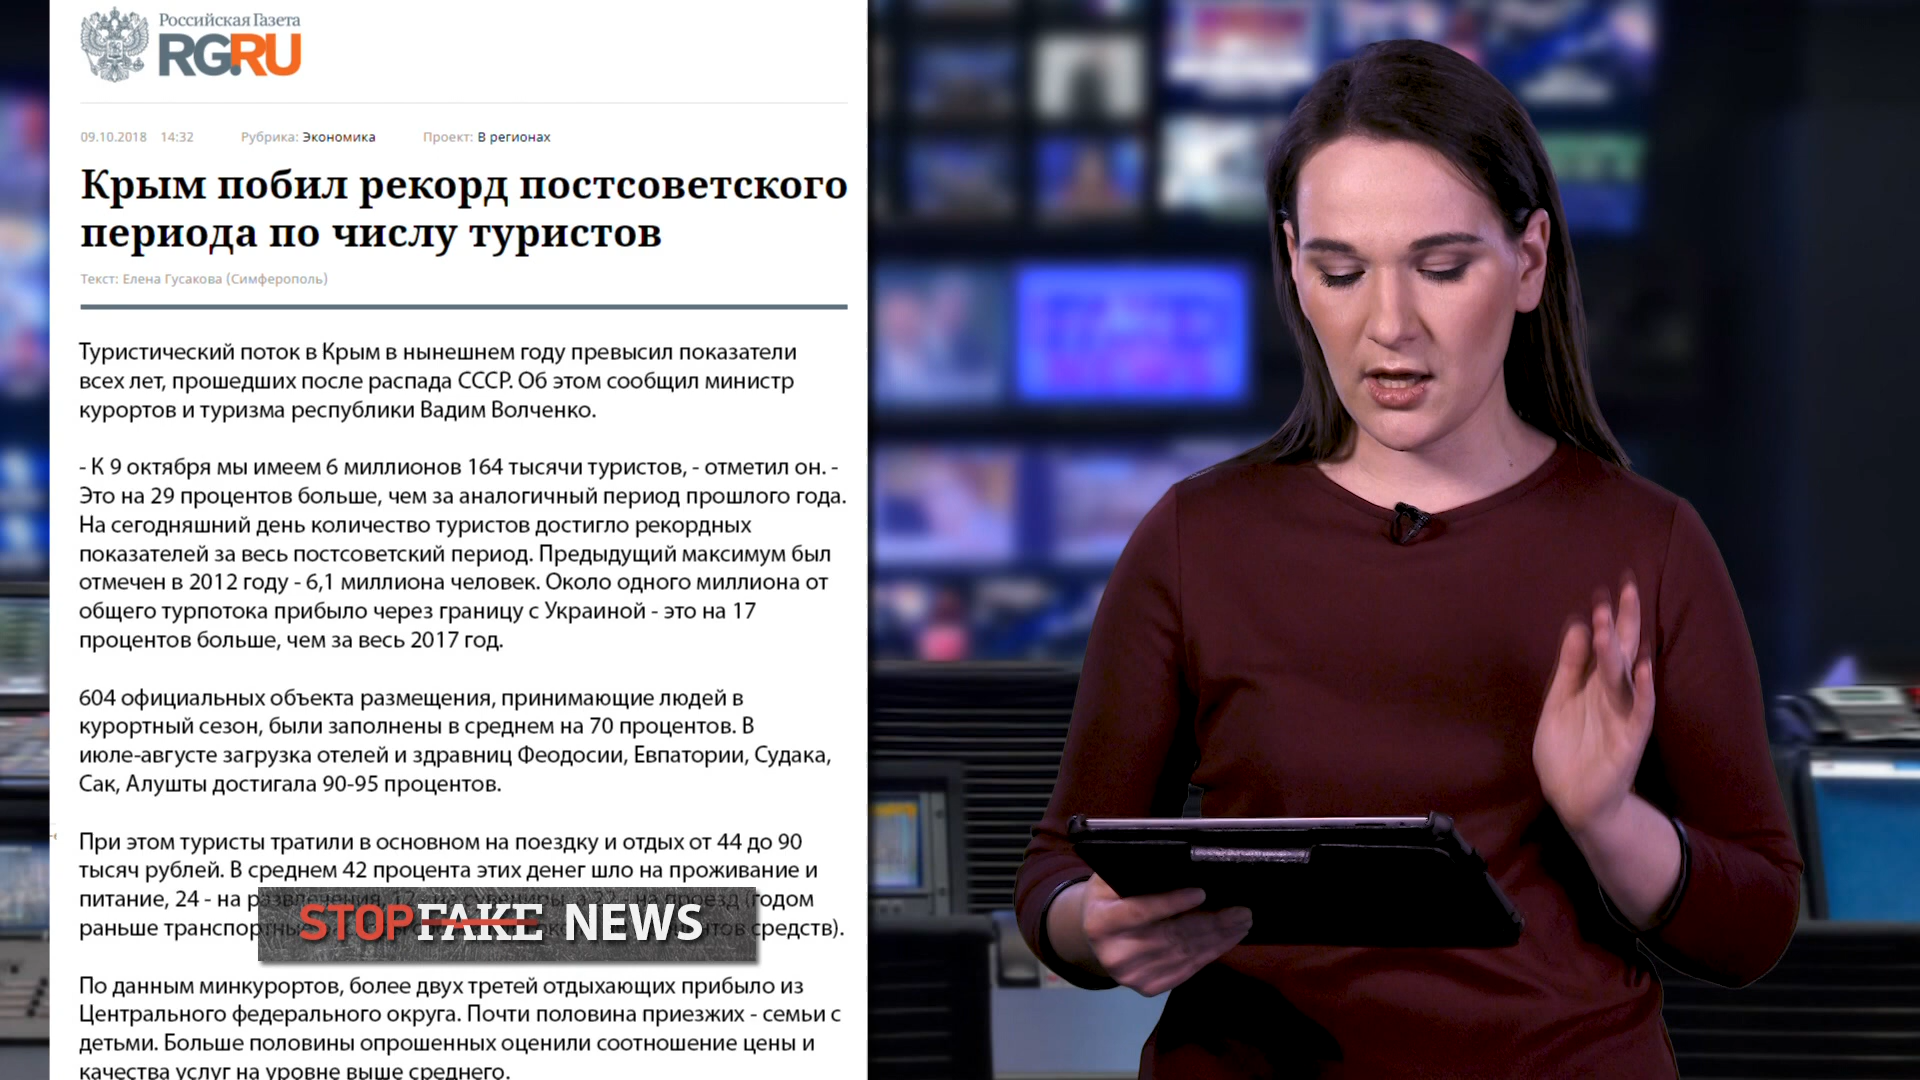 Российская Газета
RG.RU
09.10.2018 14:32 Рубрика: Экономика Проект: В регионах
Крым побил рекорд постсоветского
периода по числу туристов
Текст: Елена Гусакова (Симферополь)
Туристический поток в Крым в нынешнем году превысил показатели
всех лет, прошедших после распада СССР. Об этом сообщил министр
курортов и туризма республики Вадим Волченко.
- К 9 октября мы имеем 6 миллионов 164 тысячи туристов, - отметил он. -
Это на 29 процентов больше, чем за аналогичный период прошлого года.
На сегодняшний день количество туристов достигло рекордных
показателей за весь постсоветский период. Предыдущий максимум был
отмечен в 2012 году - 6,1 миллиона человек. Около одного миллиона от
общего турпотока прибыло через границу с Украиной - это на 17
процентов больше, чем за весь 2017 год.
604 официальных объекта размещения, принимающие людей в
курортный сезон, были заполнены в среднем на 70 процентов. В
июле-августе загрузка отелей и здравниц Феодосии, Евпатории, Судака,
Сак, Алушты достигала 90-95 процентов.
При этом туристы тратили в основном на поездку и отдых от 44 до 90
тысяч рублей. В среднем 42 процента этих денег шло на проживание и
питание, 24 - на развлечения, 12 - на сувениры, а 22 - на проезд (годом
раньше средств).
STOPFAKE NEWS
По данным минкурортов, более двух третей отдыхающих прибыло из
Центрального федерального округа. Почти половина приезжих - семьи с
детьми. Больше половины опрошенных оценили соотношение цены и
качества услуг на уровне выше среднего.